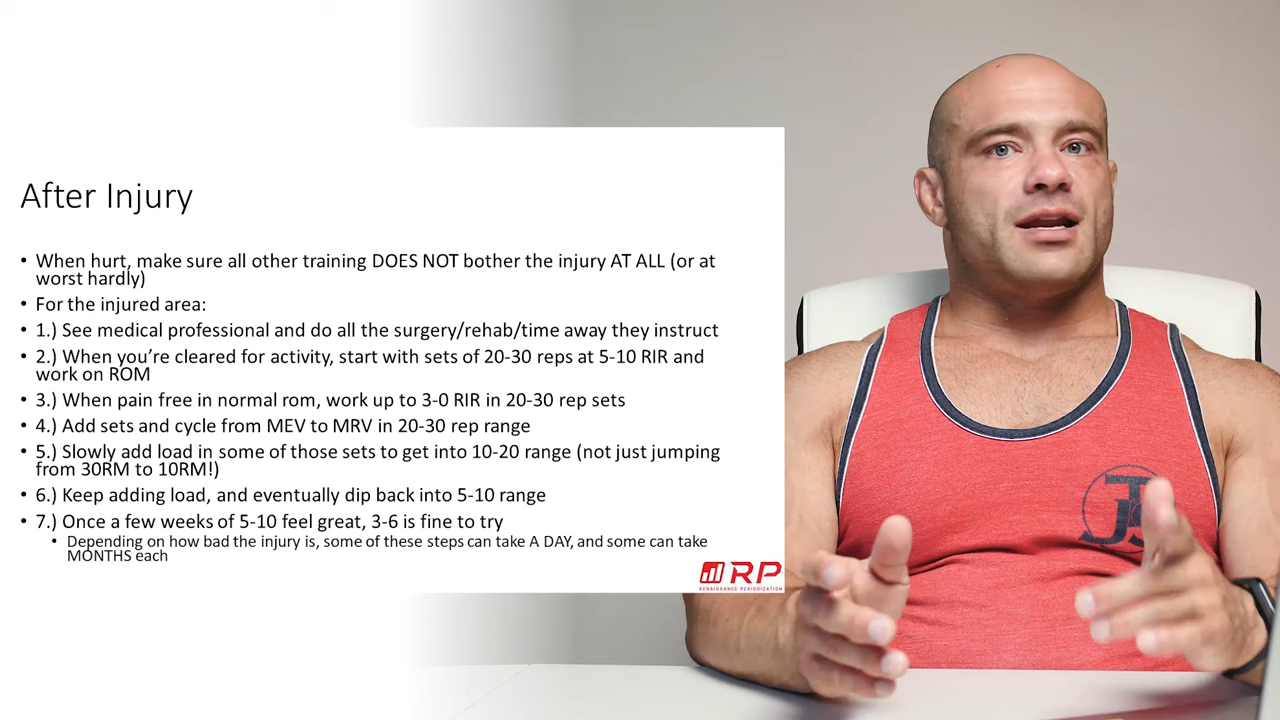 After Injury
• When hurt, make sure all other training DOES NOT bother the injury AT ALL (or at
worst hardly)
• For the injured area:
• 1.) See medical professional and do all the surgery/rehab/time away they instruct
• 2.) When you’re cleared for activity, start with sets of 20-30 reps at 5-10 RIR and
work on ROM
• 3.) When pain free in normal rom, work up to 3-0 RIR in 20-30 rep sets
• 4.) Add sets and cycle from MEV to MRV in 20-30 rep range
• 5.) Slowly add load in some of those sets to get into 10-20 range (not just jumping
from 30RM to 10RM!)
• 6.) Keep adding load, and eventually dip back into 5-10 range
• 7.) Once a few weeks of 5-10 feel great, 3-6 is fine to try
• Depending on how bad the injury is, some of these steps can take A DAY, and some can take
MONTHS each
RP
RENAISSANCE PERIODIZATION